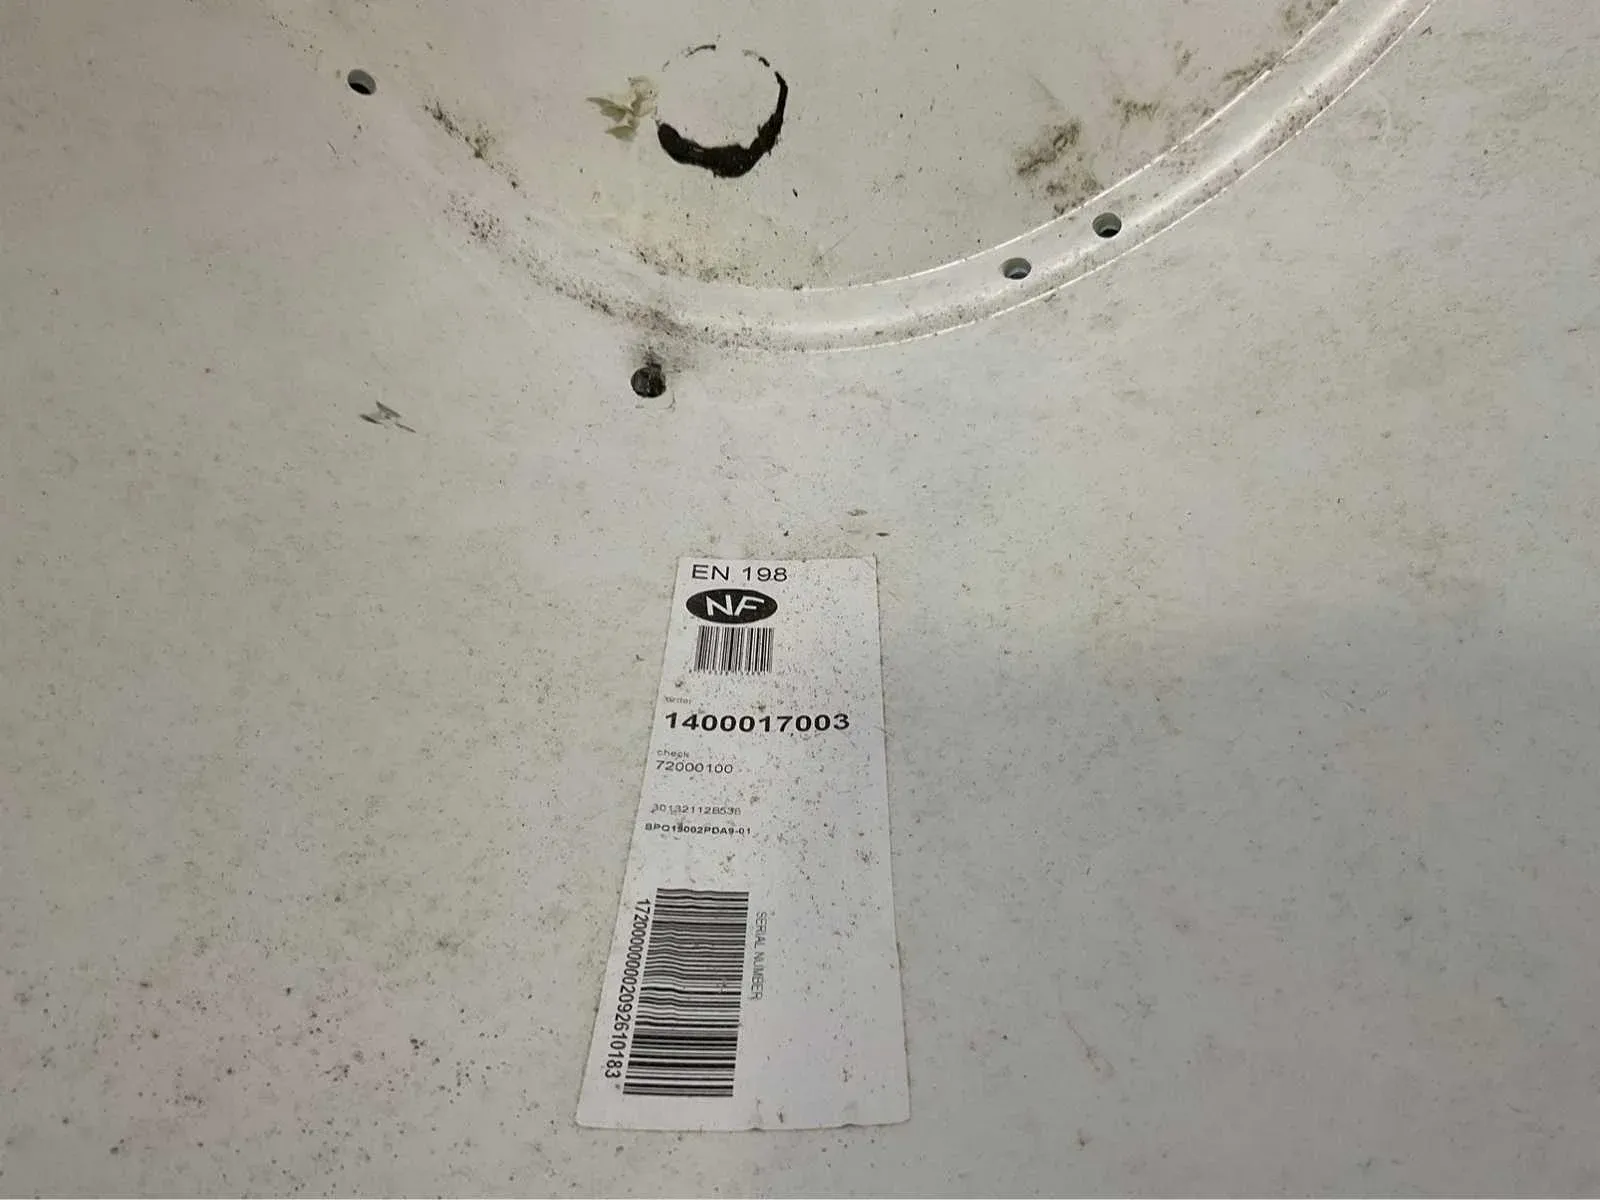 EN 198
NF
order
1400017003
check
72000100
SERIAL NUMBER
1720000000002092610183